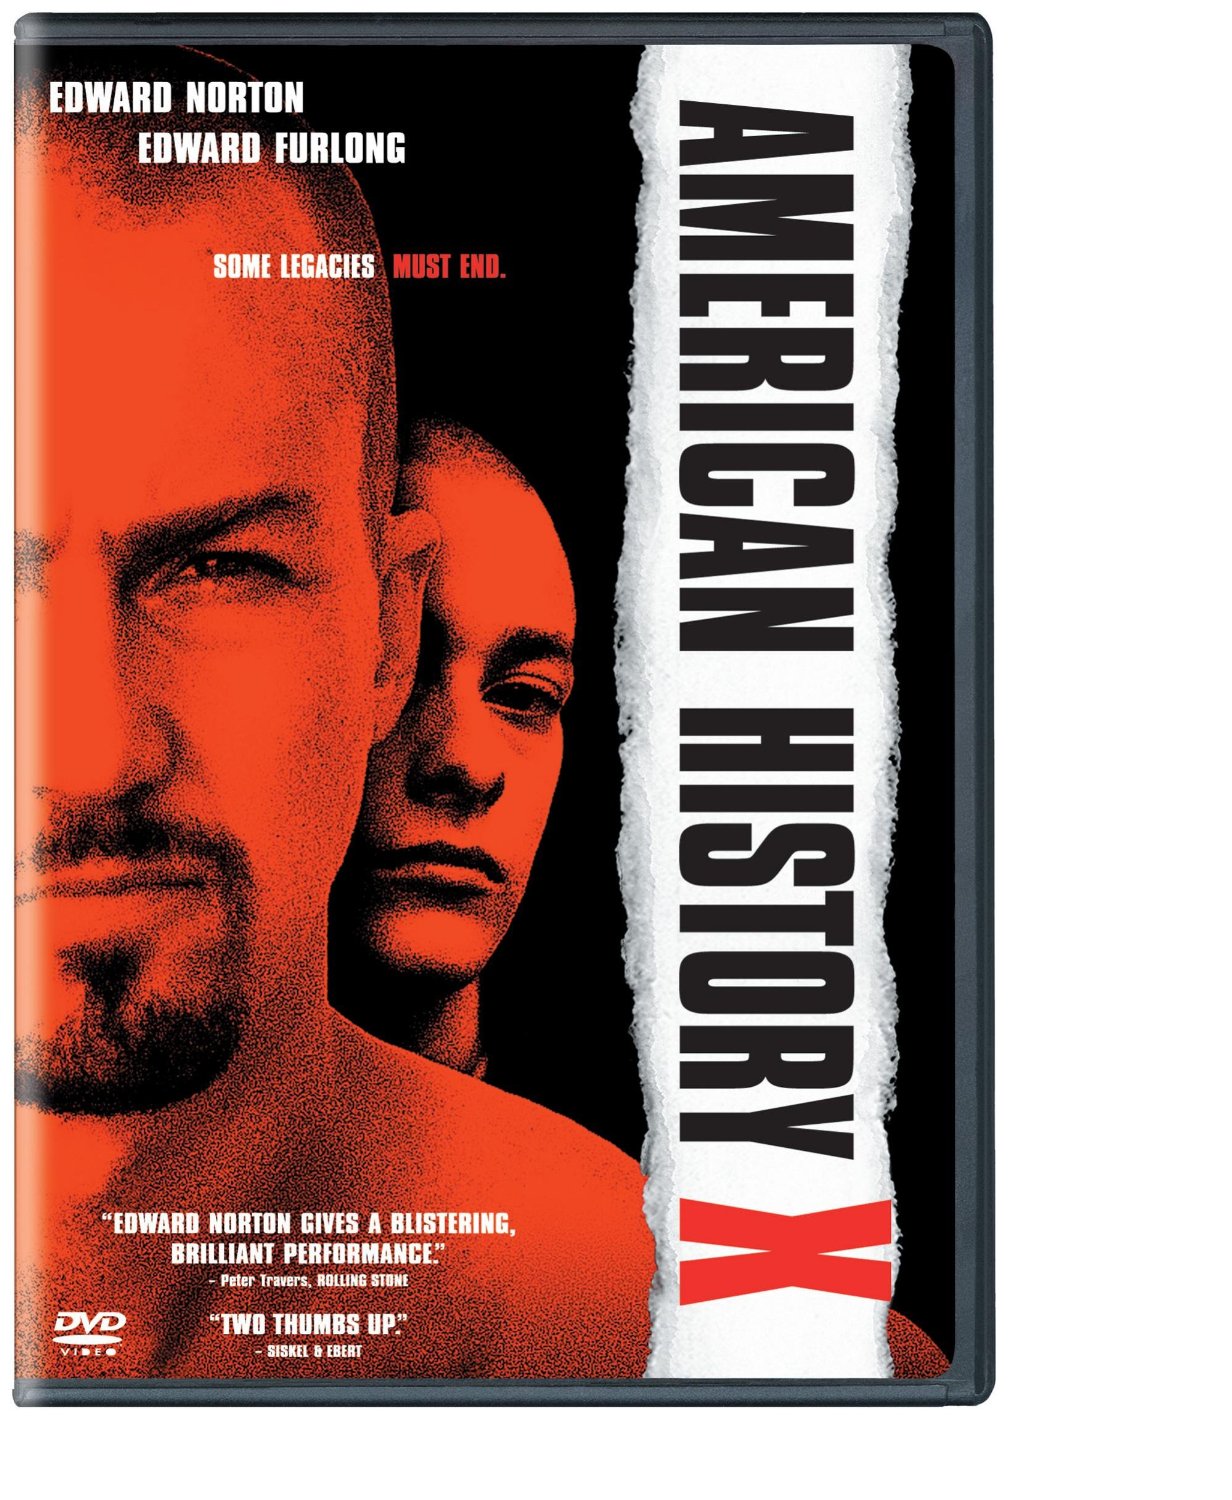 EDWARD NORTON
EDWARD FURLONG
SOME LEGACIES MUST END.
AMERICAN HISTORY X
“EDWARD NORTON GIVES A BLISTERING,
BRILLIANT PERFORMANCE.”
– Peter Travers, ROLLING STONE
“TWO THUMBS UP.”
– SISKEL & EBERT
DVD
VIDEO